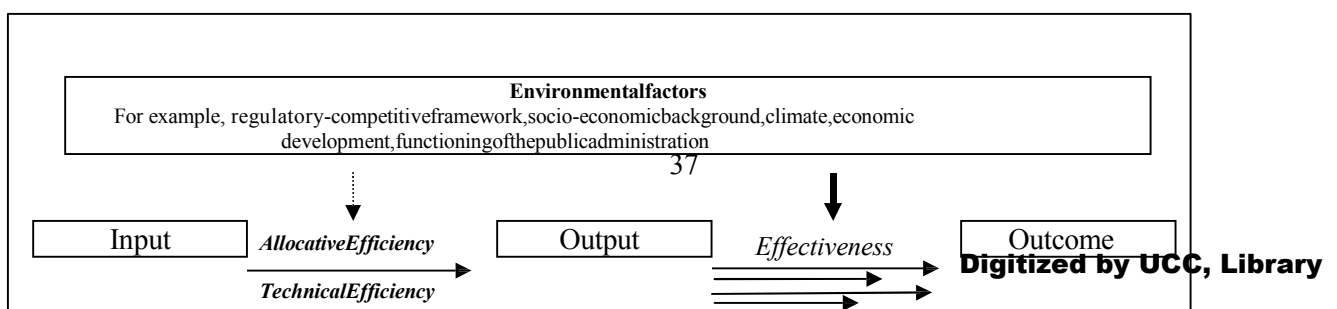 Environmentalfactors
For example, regulatory-competitiveframework,socio-economicbackground,climate,economic
development,functioningofthepublicadministration
37
Input
AllocativeEfficiency
Output
Effectiveness
Outcome
Digitized by UCC, Library
TechnicalEfficiency